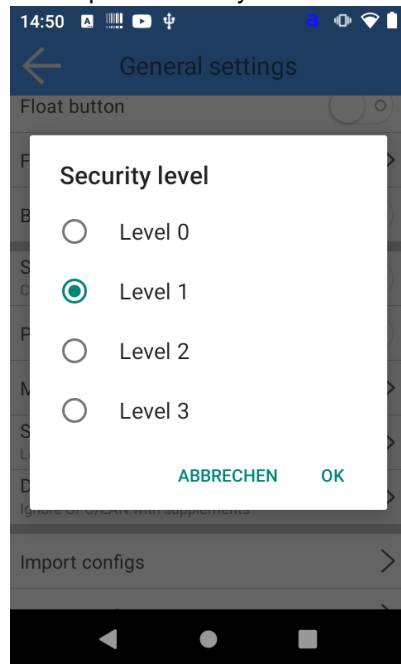 14:50
General settings
Float button
F
Security level
B
Level 0
S
C
Level 1
P
Level 2
M
Level 3
S
L
ABBRECHEN OK
D
Ignore UPC/EAN with supplements
Import configs